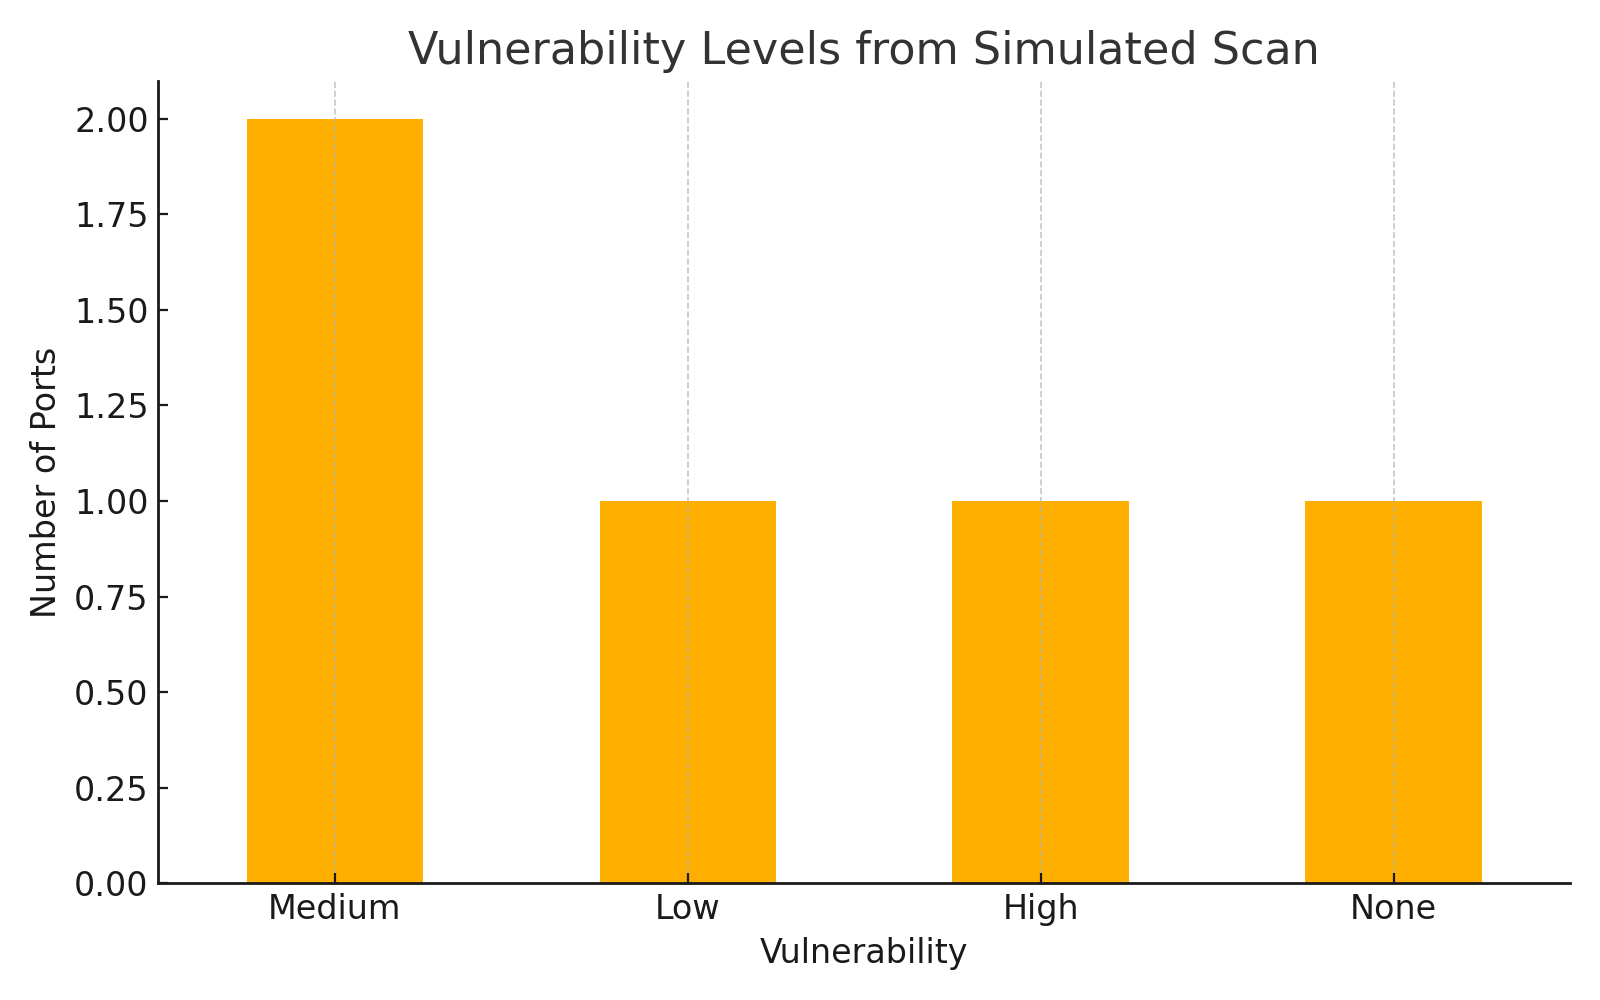 Vulnerability Levels from Simulated Scan
Number of Ports
2.00
1.75
1.50
1.25
1.00
0.75
0.50
0.25
0.00
Medium Low High None
Vulnerability